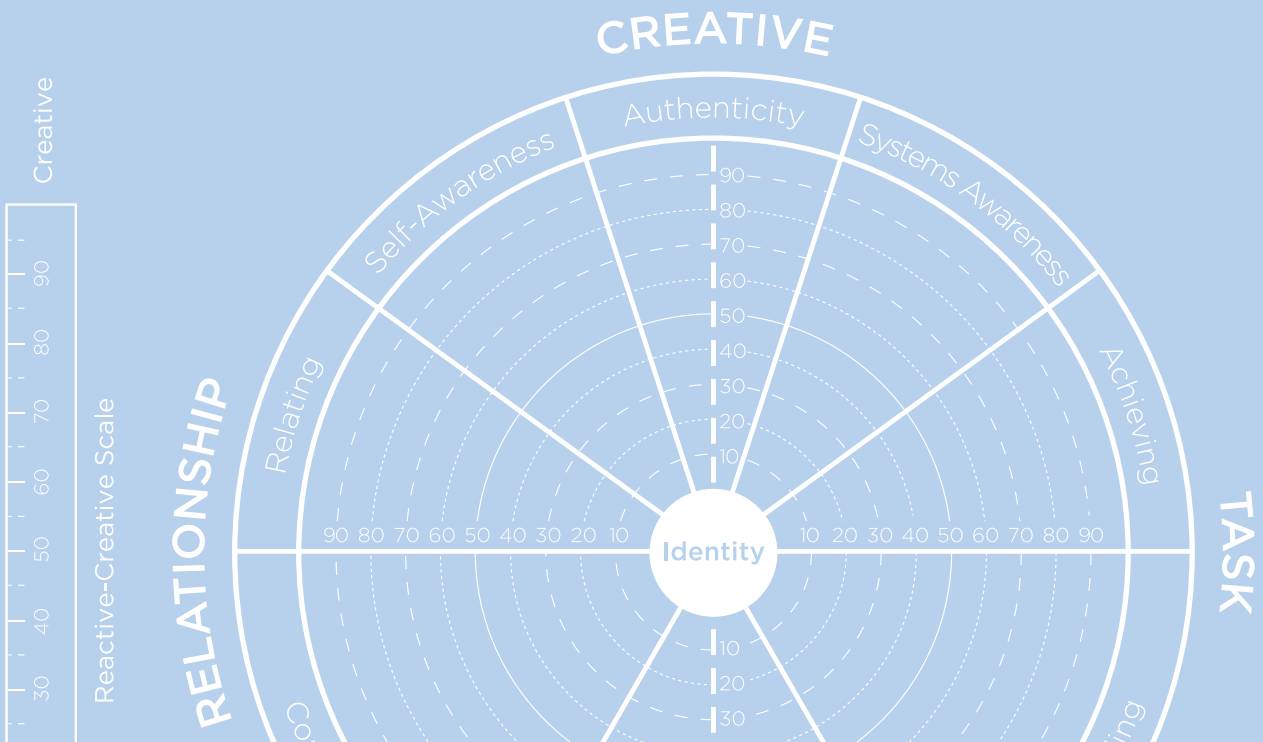 CREATIVE
Creative
Authenticity
Self-Awareness
Systems Awareness
Relating
Achieving
RELATIONSHIP
TASK
Reactive-Creative Scale
90
80
70
60
50
40
30
90
80
70
60
50
40
30
20
10
90 80 70 60 50 40 30 20 10
Identity
10 20 30 40 50 60 70 80 90
10
20
30
Co
ing